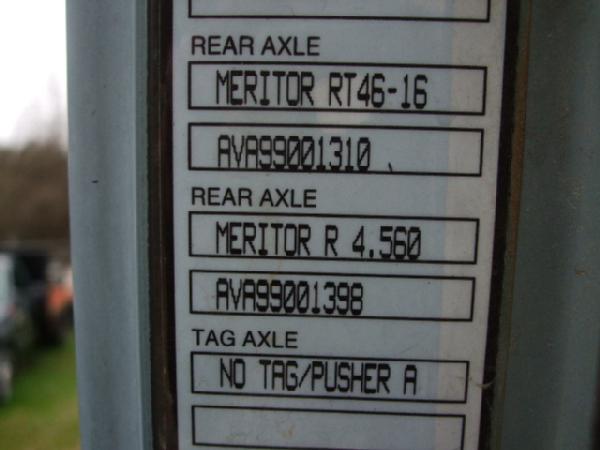 REAR AXLE
MERITOR RT46-16
AVA99001310
REAR AXLE
MERITOR R 4.560
AVA99001398
TAG AXLE
NO TAG/PUSHER A